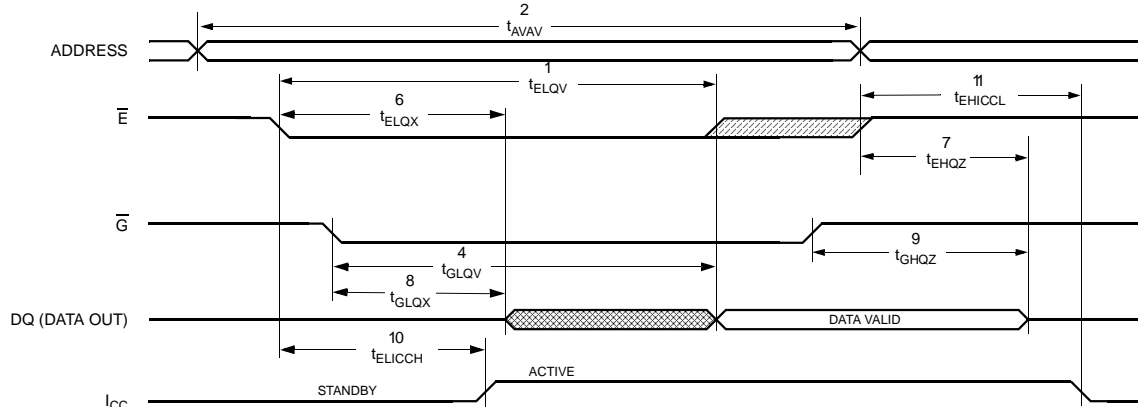 2
tAVAV
ADDRESS
1
tELQV
11
tEHICCL
6
tELQX
E
7
tEHQZ
G
4
tGLQV
9
tGHQZ
8
tGLQX
DQ (DATA OUT)
DATA VALID
10
tELICCH
ACTIVE
STANDBY
ICC